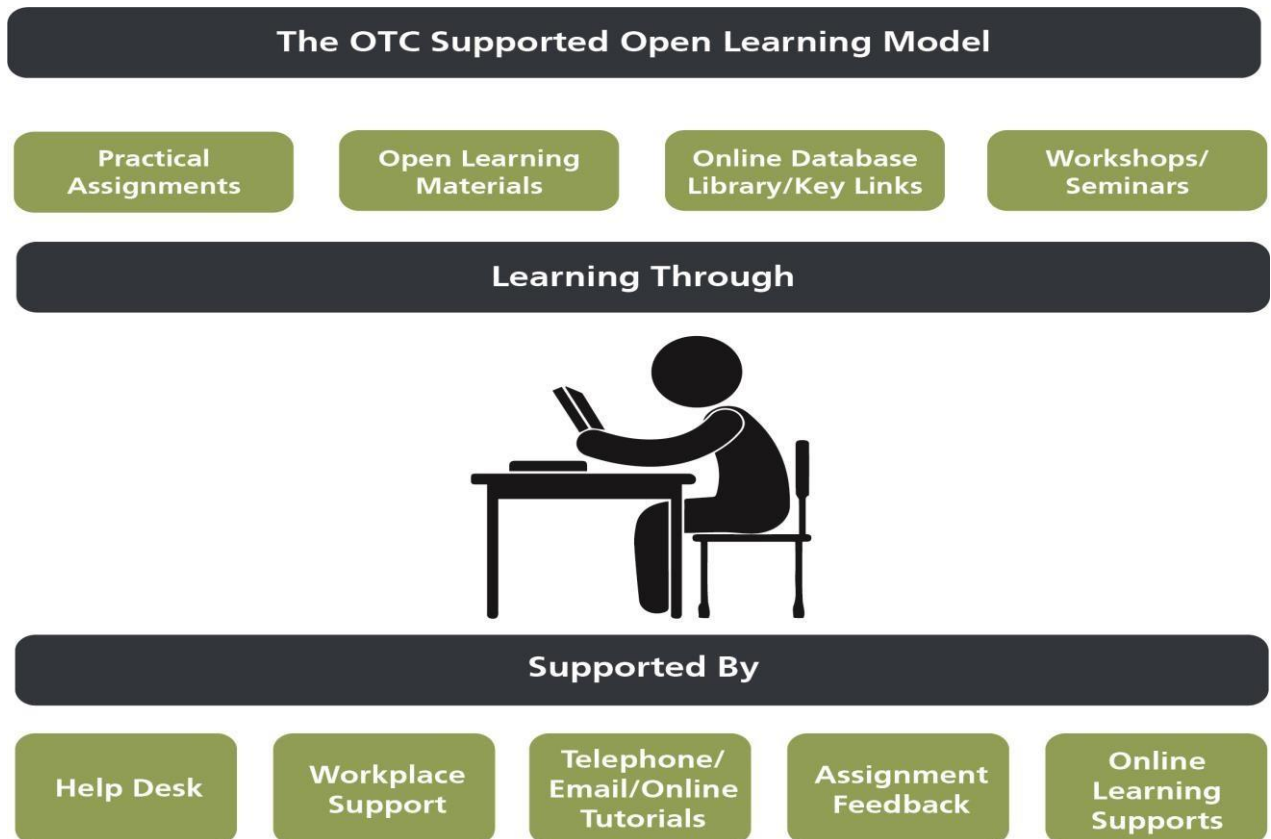 The OTC Supported Open Learning Model
Practical
Assignments
Open Learning
Materials
Online Database
Library/Key Links
Workshops/
Seminars
Learning Through
Supported By
Help Desk
Workplace
Support
Telephone/
Email/Online
Tutorials
Assignment
Feedback
Online
Learning
Supports